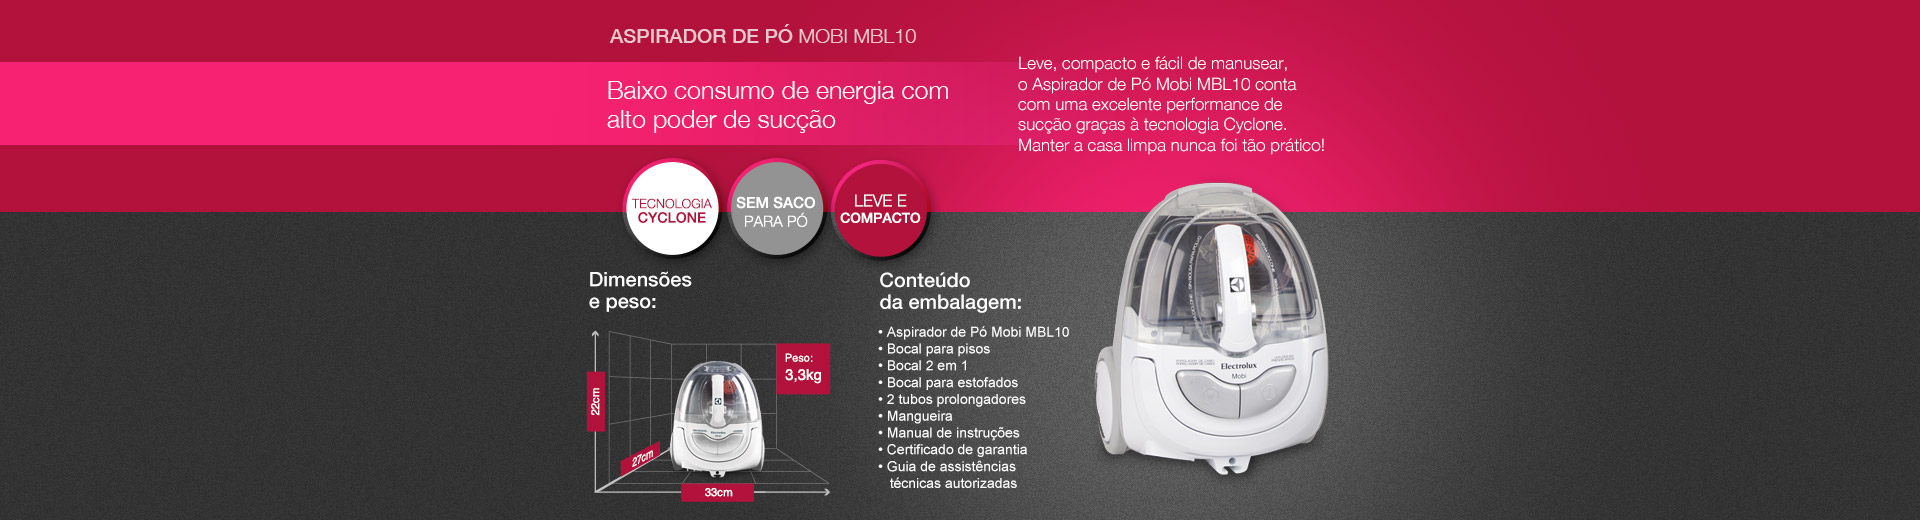 ASPIRADOR DE PÓ MOBI MBL10
Baixo consumo de energia com
alto poder de sucção
Leve, compacto e fácil de manusear,
o Aspirador de Pó Mobi MBL10 conta
com uma excelente performance de
sucção graças à tecnologia Cyclone.
Manter a casa limpa nunca foi tão prático!
TECNOLOGIA
CYCLONE
SEM SACO
PARA PÓ
LEVE E
COMPACTO
Dimensões
e peso:
Peso:
3,3kg
22cm
27cm
33cm
Conteúdo
da embalagem:
• Aspirador de Pó Mobi MBL10
• Bocal para pisos
• Bocal 2 em 1
• Bocal para estofados
• 2 tubos prolongadores
• Mangueira
• Manual de instruções
• Certificado de garantia
• Guia de assistências
técnicas autorizadas
Electrolux
Mobi